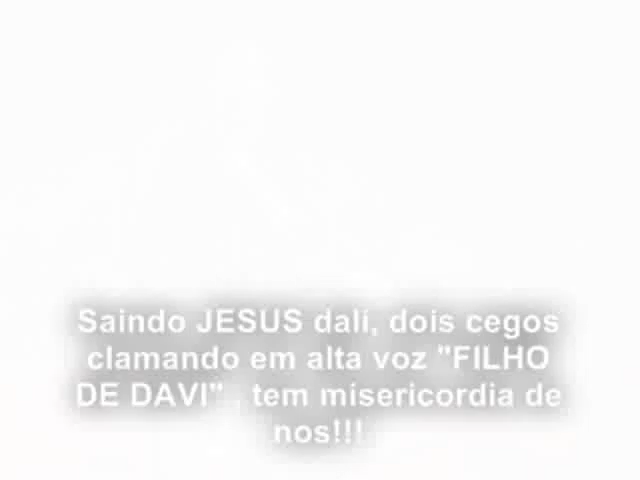 Saindo JESUS dali, dois cegos
clamando em alta voz "FILHO
DE DAVI" , tem misericordia de
nos!!!